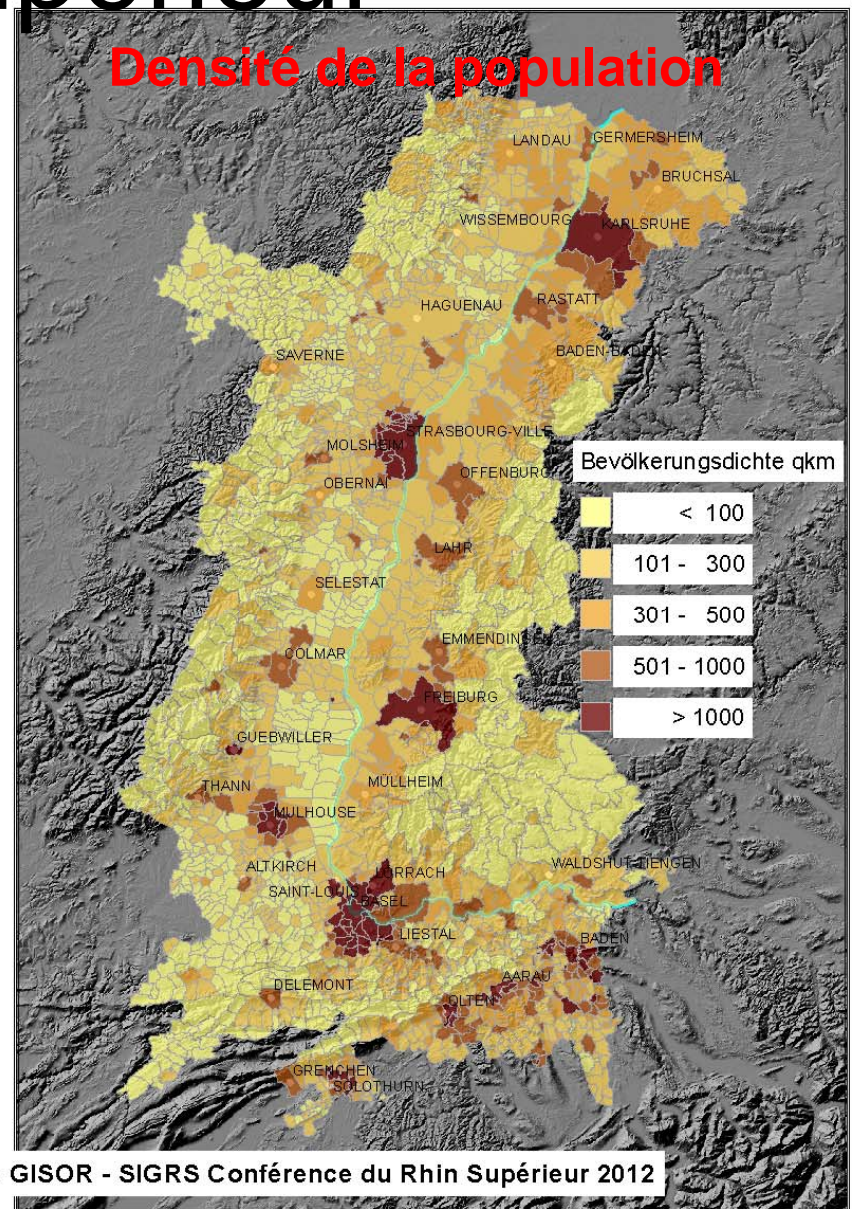 Densité de la population
LANDAU
GERMERSHEIM
BRUCHSAL
WISSEMBOURG
KARLSRUHE
HAGUENAU
RASTATT
SAVERNE
BADEN-BADEN
STRASBOURG-VILLE
MOLSHEIM
Bevölkerungsdichte qkm
OFFENBURG
OBERNAI
< 100
LAHR
101 - 300
SELESTAT
301 - 500
EMMENDINGEN
COLMAR
501 - 1000
FREIBURG
> 1000
GUEBWILLER
THANN
MÜLLHEIM
MULHOUSE
ALTKIRCH
LÖRRACH
WALDSHUT-TIENGEN
SAINT-LOUIS
BASEL
LIESTAL
BADEN
DELEMONT
AARAU
OLTEN
GRENCHEN
SOLOTHURN
GISOR - SIGRS Conférence du Rhin Supérieur 2012